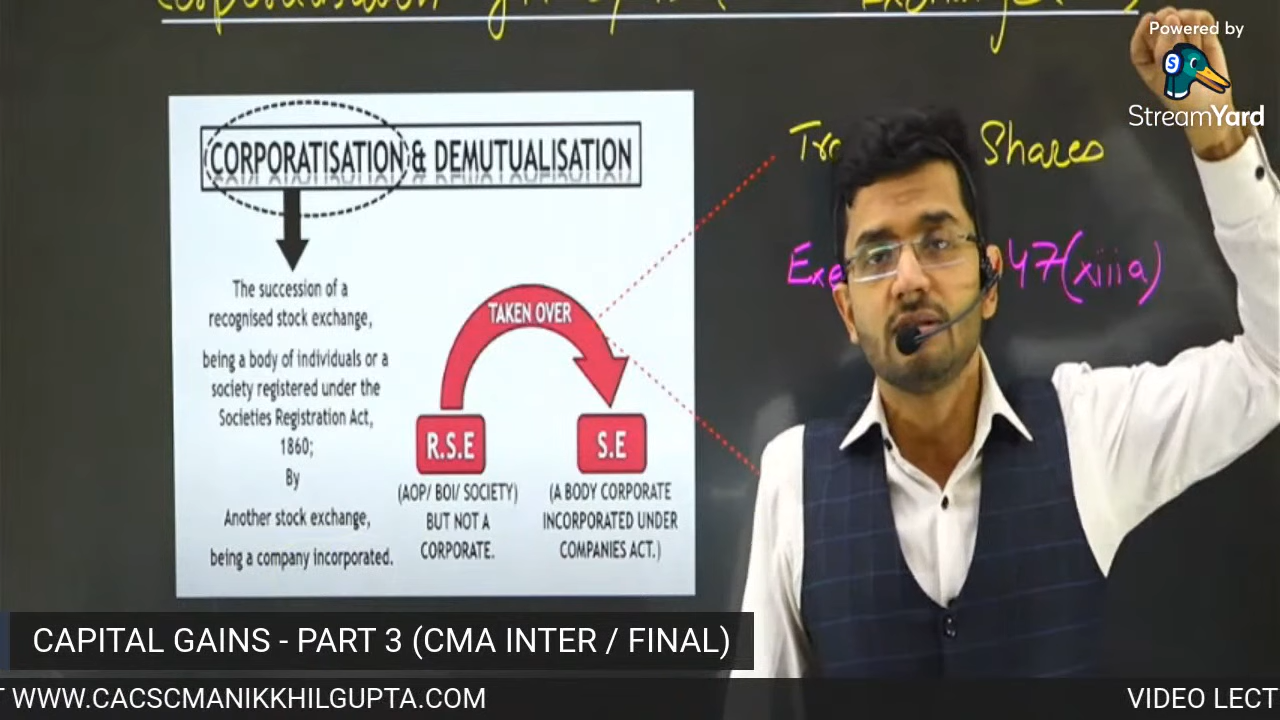 Powered by
StreamYard
CORPORATISATION & DEMUTUALISATION
The succession of a
recognised stock exchange,
being a body of individuals or a
society registered under the
Societies Registration Act,
1860;
By
Another stock exchange,
being a company incorporated.
TAKEN OVER
R.S.E
(AOP/ BOI/ SOCIETY)
BUT NOT A
CORPORATE.
S.E
(A BODY CORPORATE
INCORPORATED UNDER
COMPANIES ACT.)
Shares
47(xiiia)
CAPITAL GAINS - PART 3 (CMA INTER / FINAL)
WWW.CACSCMANIKKHILGUPTA.COM
VIDEO LECT